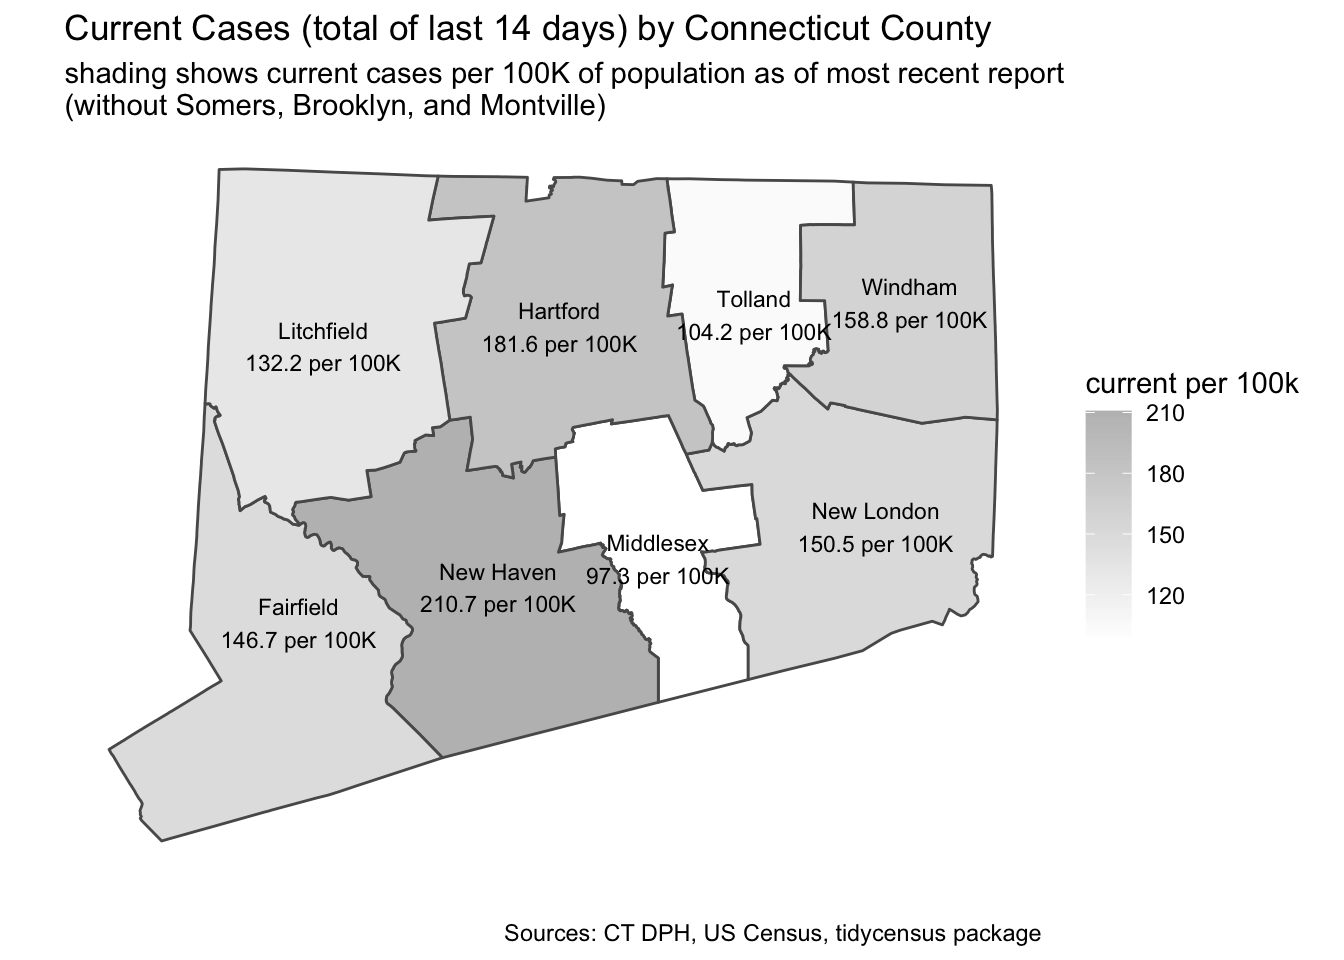 Current Cases (total of last 14 days) by Connecticut County
shading shows current cases per 100K of population as of most recent report
(without Somers, Brooklyn, and Montville)
Litchfield
132.2 per 100K
Hartford
181.6 per 100K
Tolland
104.2 per 100K
Windham
158.8 per 100K
New London
150.5 per 100K
Middlesex
97.3 per 100K
New Haven
210.7 per 100K
Fairfield
146.7 per 100K
current per 100k
210
180
150
120
Sources: CT DPH, US Census, tidycensus package